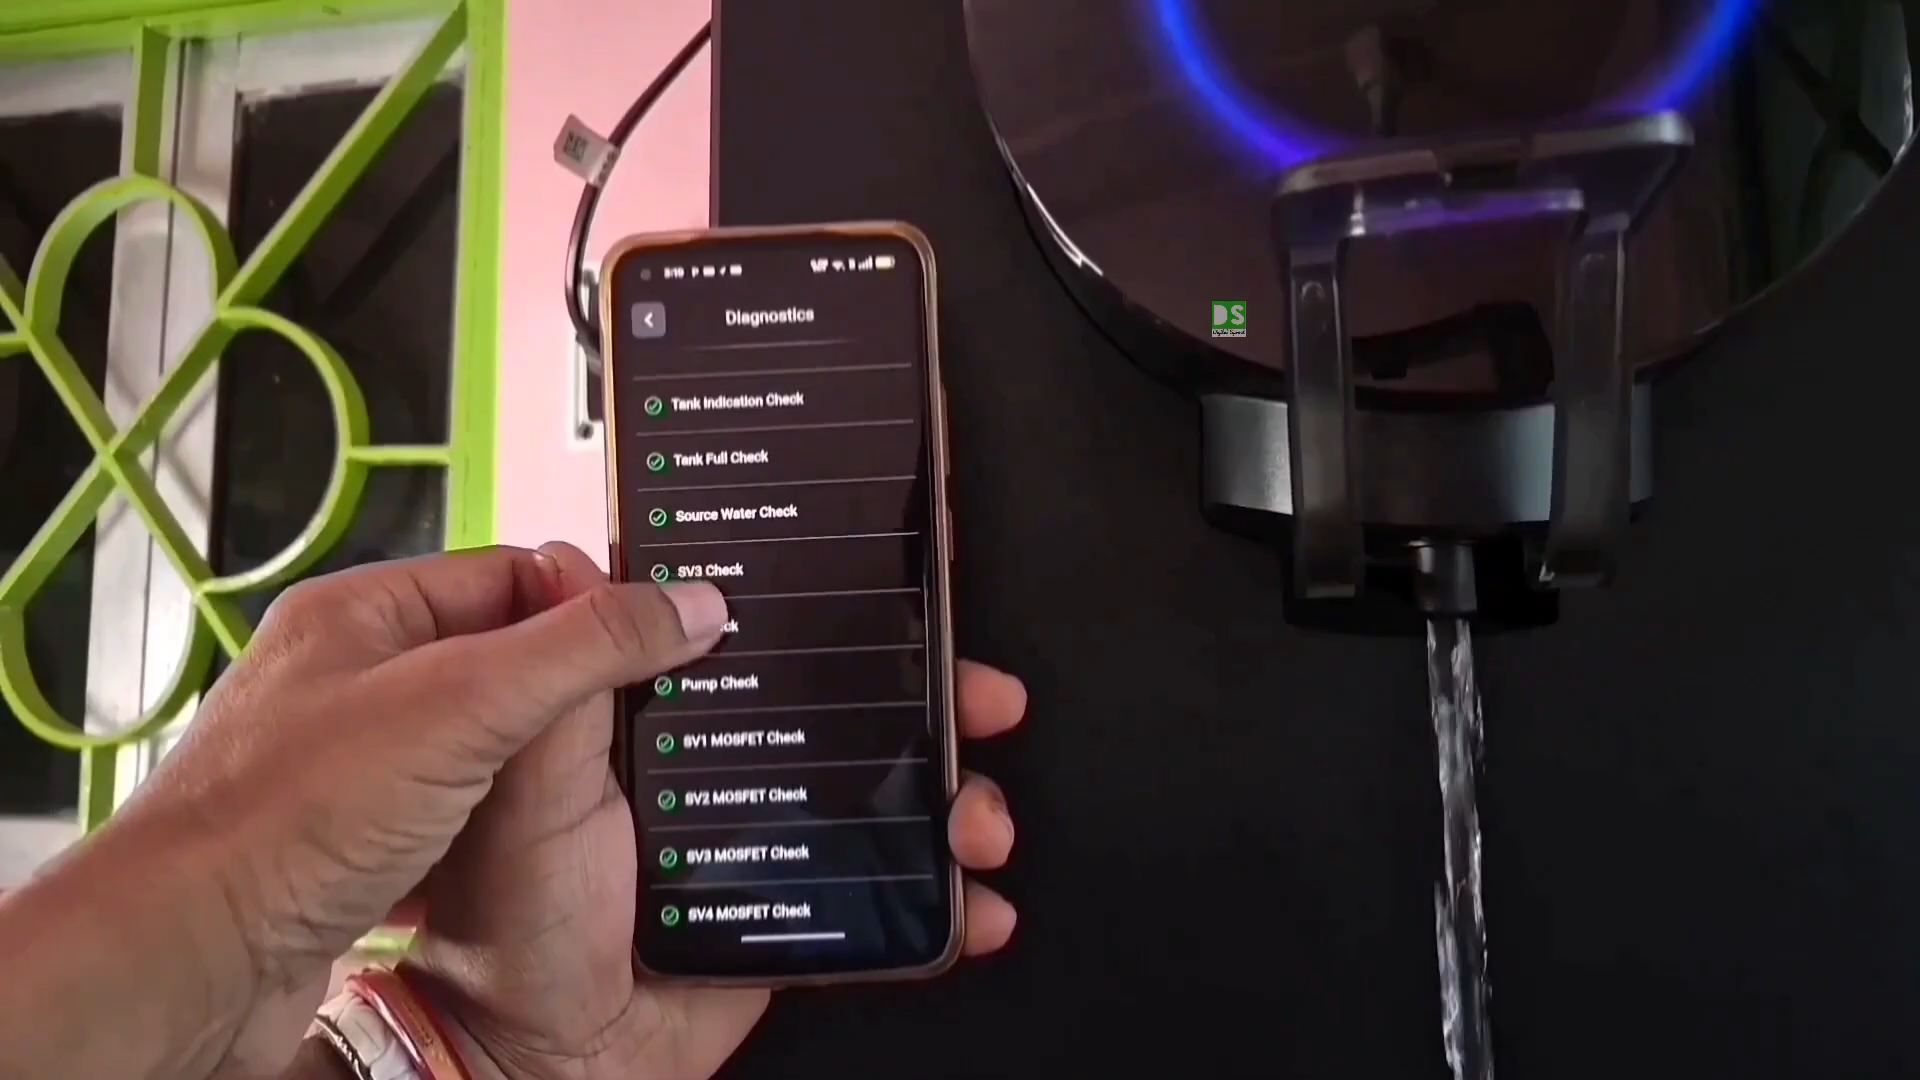 Diagnostics
Tank Indication Check
Tank Full Check
Source Water Check
SV3 Check
Pump Check
SV1 MOSFET Check
SV2 MOSFET Check
SV3 MOSFET Check
SV4 MOSFET Check
DS